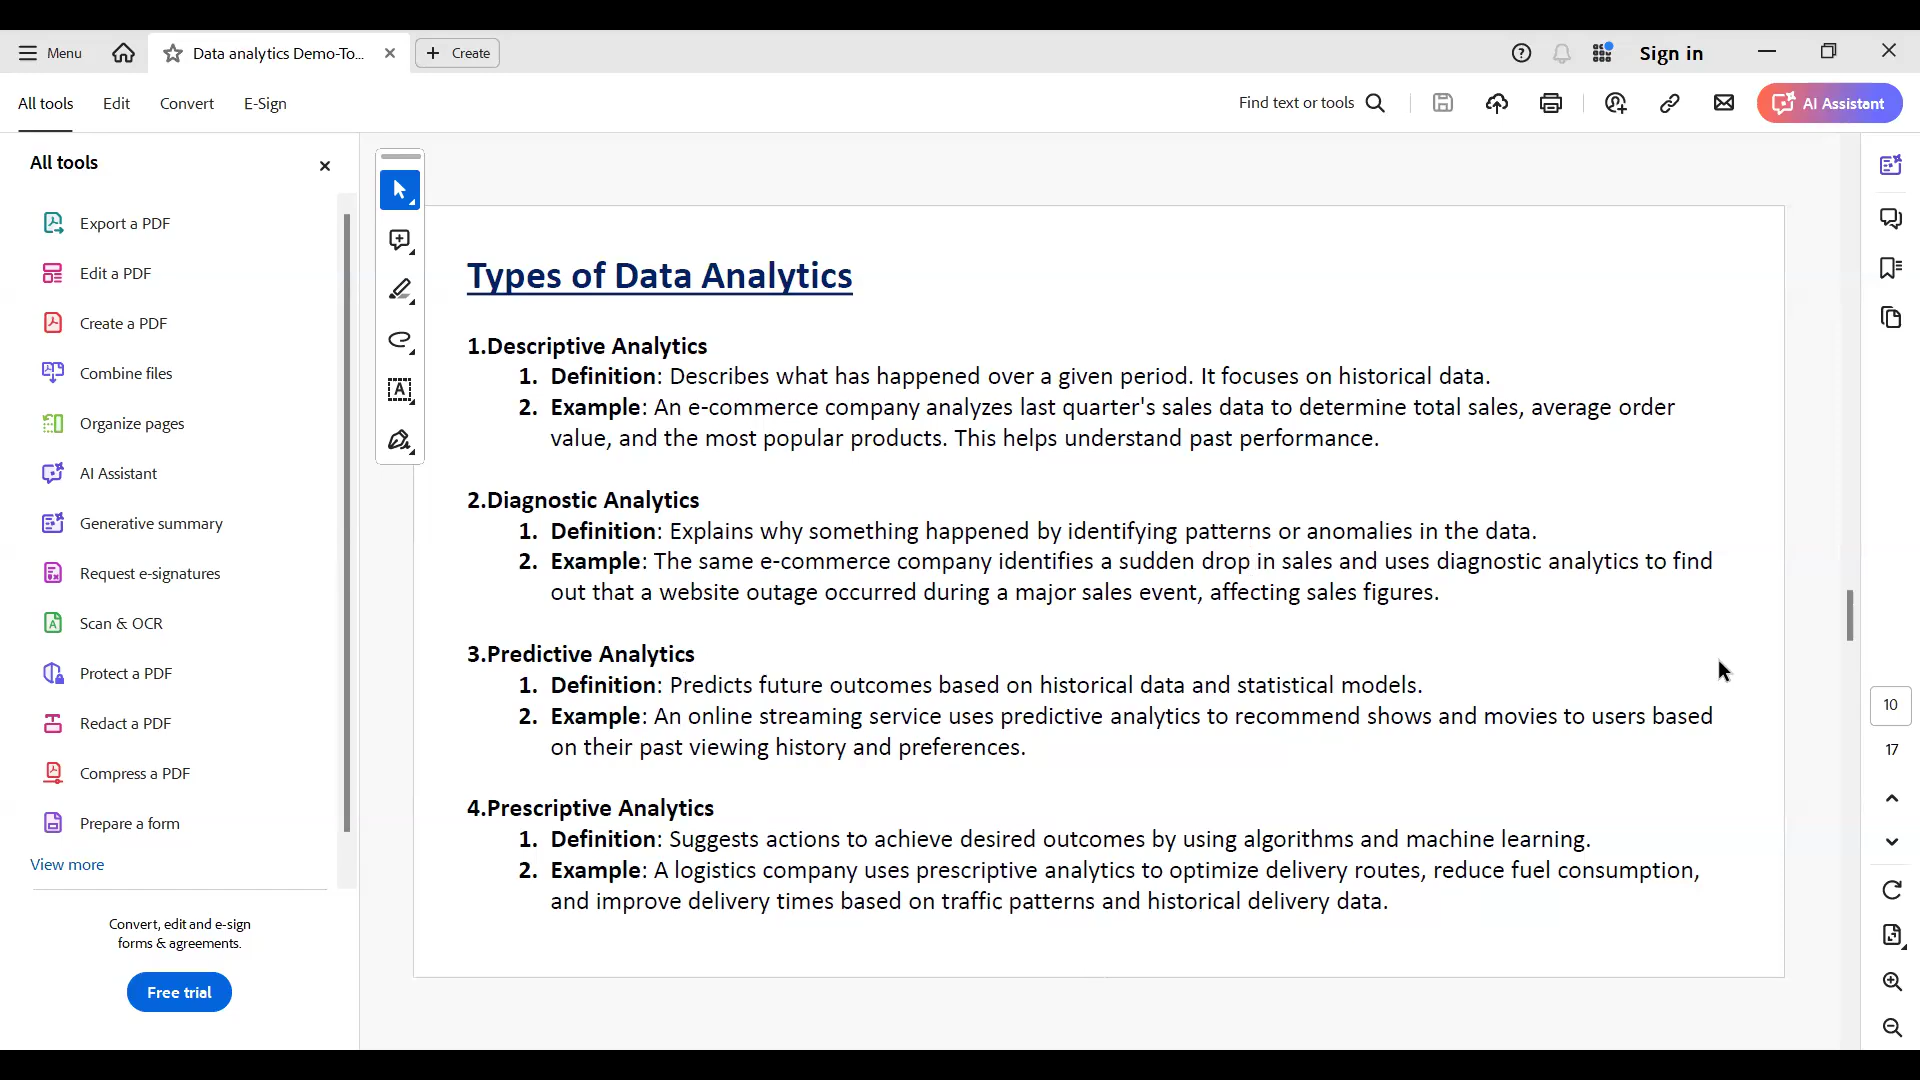 Menu
Data analytics Demo-To...
Create
Sign in
All tools
Edit
Convert
E-Sign
Find text or tools
AI Assistant
All tools
Export a PDF
Edit a PDF
Create a PDF
Combine files
Organize pages
AI Assistant
Generative summary
Request e-signatures
Scan & OCR
Protect a PDF
Redact a PDF
Compress a PDF
Prepare a form
View more
Convert, edit and e-sign
forms & agreements.
Free trial
Types of Data Analytics
1.Descriptive Analytics
1. Definition: Describes what has happened over a given period. It focuses on historical data.
2. Example: An e-commerce company analyzes last quarter's sales data to determine total sales, average order
value, and the most popular products. This helps understand past performance.
2.Diagnostic Analytics
1. Definition: Explains why something happened by identifying patterns or anomalies in the data.
2. Example: The same e-commerce company identifies a sudden drop in sales and uses diagnostic analytics to find
out that a website outage occurred during a major sales event, affecting sales figures.
3.Predictive Analytics
1. Definition: Predicts future outcomes based on historical data and statistical models.
2. Example: An online streaming service uses predictive analytics to recommend shows and movies to users based
on their past viewing history and preferences.
4.Prescriptive Analytics
1. Definition: Suggests actions to achieve desired outcomes by using algorithms and machine learning.
2. Example: A logistics company uses prescriptive analytics to optimize delivery routes, reduce fuel consumption,
and improve delivery times based on traffic patterns and historical delivery data.
10
17